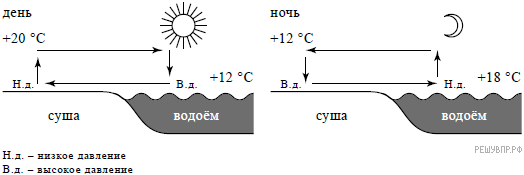 день
+20 °C
Н.д.
В.д.
+12 °C
суша
водоём
ночь
+12 °C
В.д.
Н.д.
+18 °C
суша
водоём
Н.д. – низкое давление
В.д. – высокое давление
РЕШУВПР.РФ